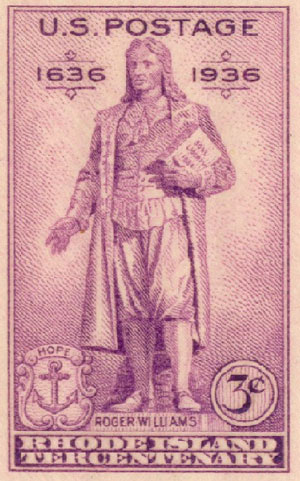 U.S. POSTAGE
1636 1936
HOPE
3¢
ROGER WILLIAMS
RHODE ISLAND
TERCENTENARY